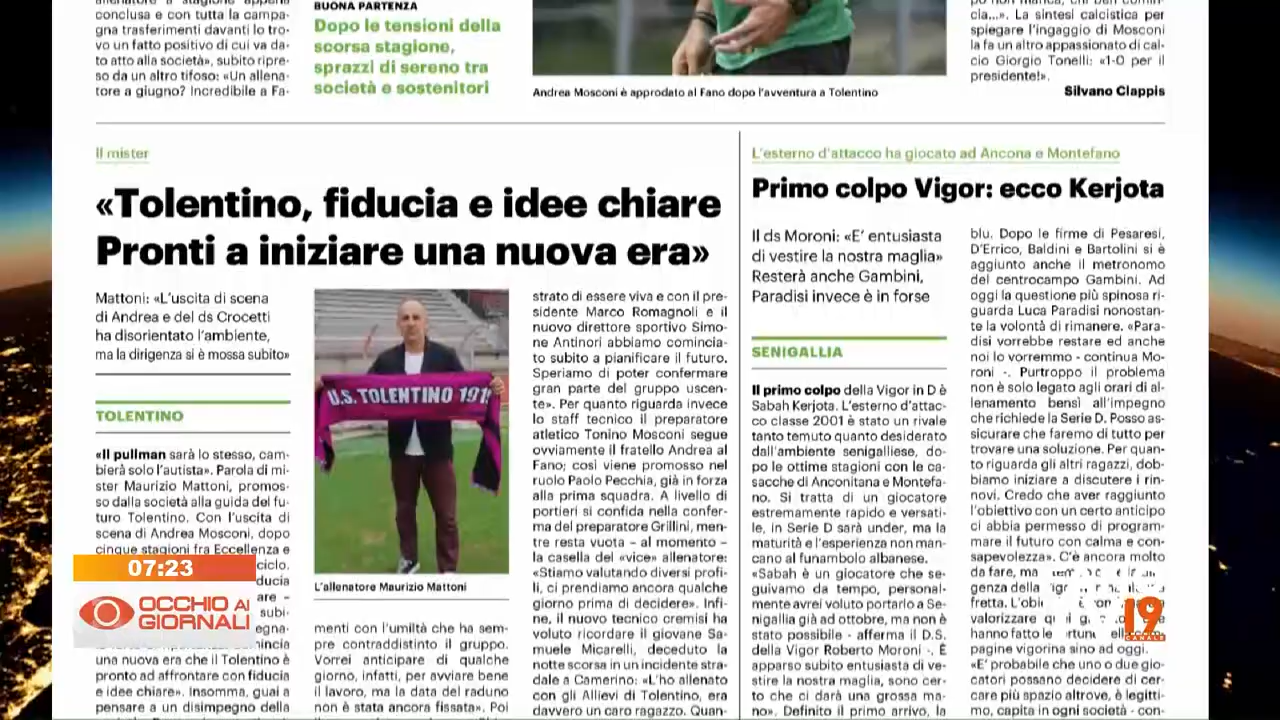 conclusa e con tutta la campa-
gna trasferimenti davanti lo tro-
vo un fatto positivo di cui va da-
to atto alla società», subito ripre-
so da un altro tifoso: «Un allena-
tore a giugno? Incredibile a Fa-
BUONA PARTENZA
Dopo le tensioni della
scorsa stagione,
sprazzi di sereno tra
società e sostenitori
Andrea Mosconi è approdato al Fano dopo l'avventura a Tolentino
cia...». La sintesi calcistica per
spiegare l'ingaggio di Mosconi
la fa un altro appassionato di cal-
cio Giorgio Tonelli: «1-0 per il
presidente!».
Silvano Clappis
Il mister
«Tolentino, fiducia e idee chiare
Pronti a iniziare una nuova era»
Mattoni: «L'uscita di scena
di Andrea e del ds Crocetti
ha disorientato l'ambiente,
ma la dirigenza si è mossa subito»
TOLENTINO
«Il pullman sarà lo stesso, cam-
bierà solo l'autista». Parola di mi-
ster Maurizio Mattoni, promos-
so dalla società alla guida del fu-
turo Tolentino. Con l'uscita di
scena di Andrea Mosconi, dopo
cinque stagioni fra Eccellenza e
ciclo.
ducia
are –
subi-
egna-
una nuova era che il Tolentino è
pronto ad affrontare con fiducia
e idee chiare». Insomma, guai a
pensare a un disimpegno della
U.S. TOLENTINO 191
L'allenatore Maurizio Mattoni
menti con l'umiltà che ha sem-
pre contraddistinto il gruppo.
Vorrei anticipare di qualche
giorno, infatti, per avviare bene
il lavoro, ma la data del raduno
non è stata ancora fissata». Poi
strato di essere viva e con il pre-
sidente Marco Romagnoli e il
nuovo direttore sportivo Simo-
ne Antinori abbiamo comincia-
to subito a pianificare il futuro.
Speriamo di poter confermare
gran parte del gruppo uscen-
te». Per quanto riguarda invece
lo staff tecnico il preparatore
atletico Tonino Mosconi segue
ovviamente il fratello Andrea al
Fano; così viene promosso nel
ruolo Paolo Pecchia, già in forza
alla prima squadra. A livello di
portieri si confida nella confer-
ma del preparatore Grillini, men-
tre resta vuota – al momento –
la casella del «vice» allenatore:
«Stiamo valutando diversi profi-
li, ci prendiamo ancora qualche
giorno prima di decidere». Infi-
ne, il nuovo tecnico cremisi ha
voluto ricordare il giovane Sa-
muele Micarelli, deceduto la
notte scorsa in un incidente stra-
dale a Camerino: «L'ho allenato
con gli Allievi di Tolentino, era
davvero un caro ragazzo. Quan-
L'esterno d'attacco ha giocato ad Ancona e Montefano
Primo colpo Vigor: ecco Kerjota
Il ds Moroni: «E' entusiasta
di vestire la nostra maglia»
Resterà anche Gambini,
Paradisi invece è in forse
SENIGALLIA
Il primo colpo della Vigor in D è
Sabah Kerjota. L'esterno d'attac-
co classe 2001 è stato un rivale
tanto temuto quanto desiderato
dall'ambiente senigalliese, do-
po le ottime stagioni con le ca-
sacche di Anconitana e Montefa-
no. Si tratta di un giocatore
estremamente rapido e versati-
le, in Serie D sarà under, ma la
maturità e l'esperienza non man-
cano al funambolo albanese.
«Sabah è un giocatore che se-
guivamo da tempo, personal-
mente avrei voluto portarlo a Se-
nigallia già ad ottobre, ma non è
stato possibile - afferma il D.S.
della Vigor Roberto Moroni -. È
apparso subito entusiasta di ve-
stire la nostra maglia, sono cer-
to che ci darà una grossa ma-
no». Definito il primo arrivo, la
blu. Dopo le firme di Pesaresi,
D'Errico, Baldini e Bartolini si è
aggiunto anche il metronomo
del centrocampo Gambini. Ad
oggi la questione più spinosa ri-
guarda Luca Paradisi nonostan-
te la volontà di rimanere. «Para-
disi vorrebbe restare ed anche
noi lo vorremmo - continua Mo-
roni -. Purtroppo il problema
non è solo legato agli orari di al-
lenamento bensì all'impegno
che richiede la Serie D. Posso as-
sicurare che faremo di tutto per
trovare una soluzione. Per quan-
to riguarda gli altri ragazzi, dob-
biamo iniziare a discutere i rin-
novi. Credo che aver raggiunto
l'obiettivo con un certo anticipo
ci abbia permesso di program-
mare il futuro con calma e con-
sapevolezza». C'è ancora molto
da fare, ma
genza della
fretta.
valorizzare
hanno fatto le
pagine vigorina sino ad oggi.
«E' probabile che uno o due gio-
catori possano decidere di cer-
care più spazio altrove, è legitti-
mo, capita in ogni società - con-
07:23
OCCHIO AI
GIORNALI
19
CANALE